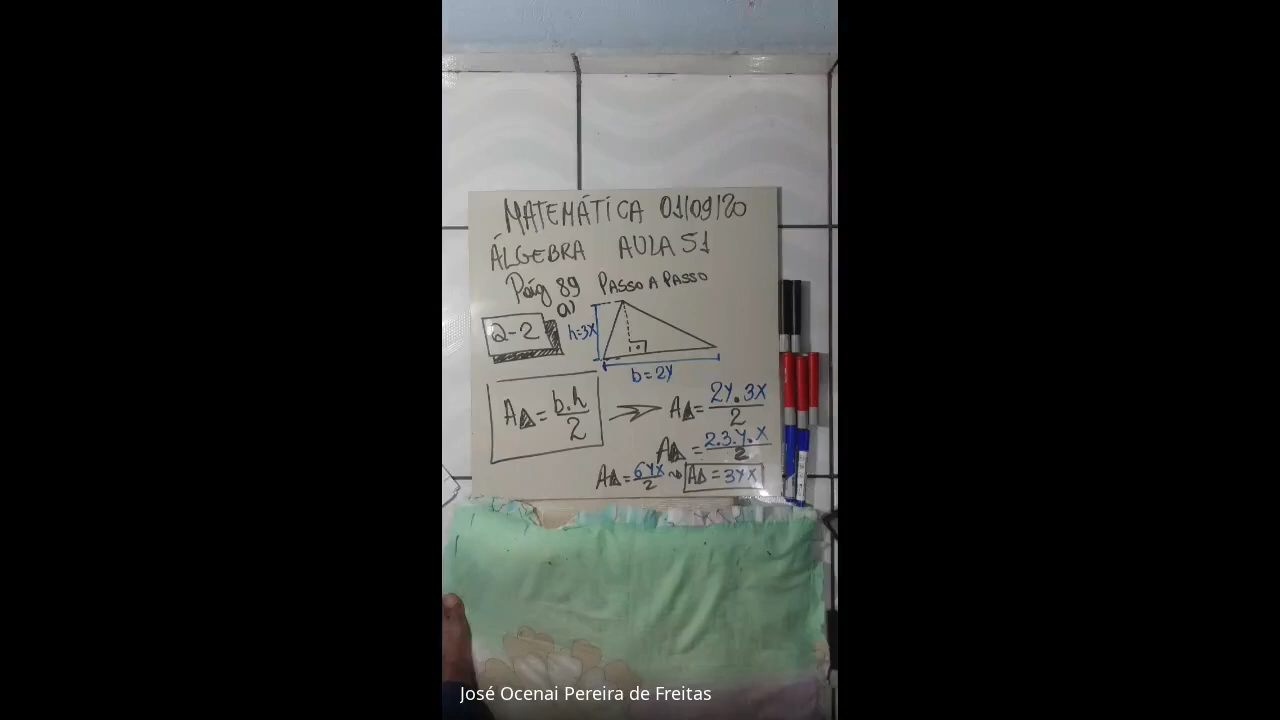 MATEMÁTICA 01/09/20
ÁLGEBRA AULA 51
Pág 89 PASSO A PASSO
a)
Q-2
h=3X
b=2Y
A△=b.h/2
A△=2Y.3X/2
A△=2.3.Y.X/2
A△=6YX/2 ⇝ A△=3YX
José Ocenai Pereira de Freitas